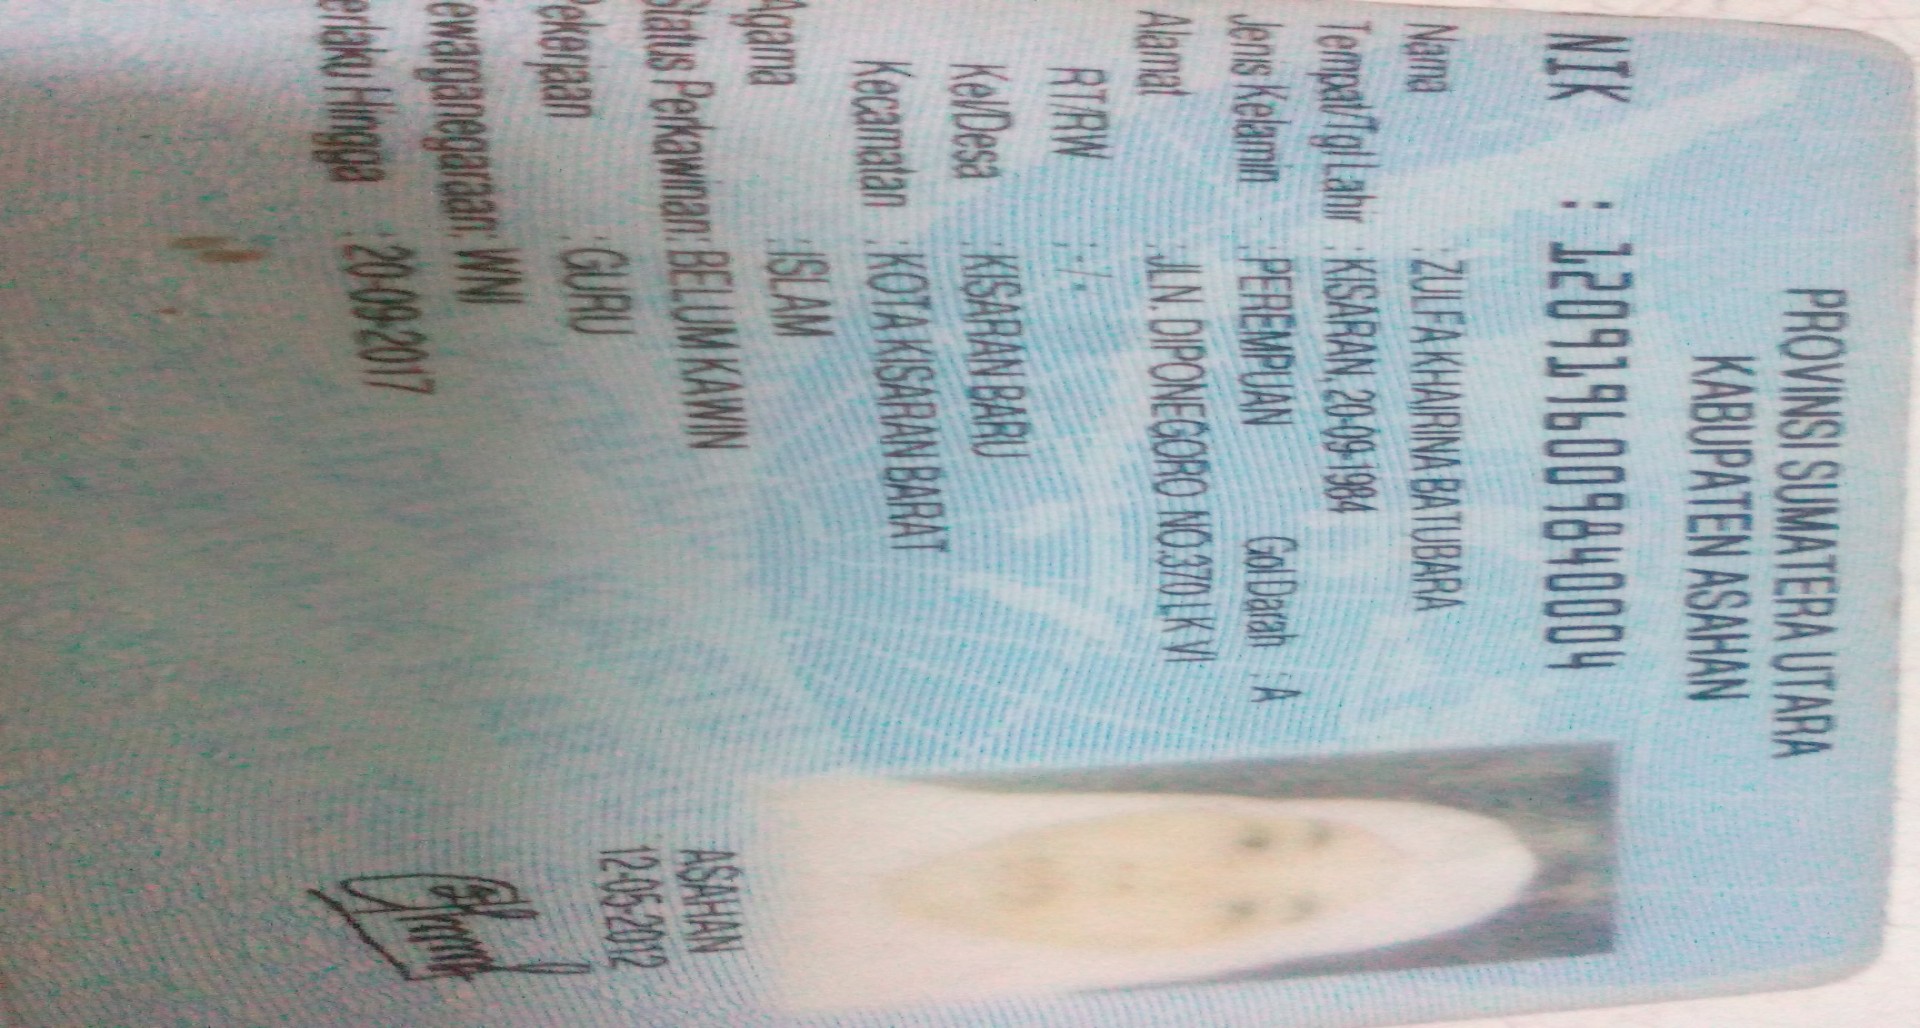 PROVINSI SUMATERA UTARA
KABUPATEN ASAHAN
NIK : 1209196009840004
Nama : ZULFA KHAIRINA BATUBARA
Tempat/Tgl Lahir : KISARAN, 20-09-1984
Jenis Kelamin : PEREMPUAN Gol Darah : A
Alamat : JLN. DIPONEGORO NO.370 LK VI
RT/RW : -/-
Kel/Desa : KISARAN BARU
Kecamatan : KOTA KISARAN BARAT
Agama : ISLAM
Status Perkawinan: BELUM KAWIN
Pekerjaan : GURU
ewarganegaraan: WNI
erlaku Hingga : 20-09-2017
ASAHAN
12-05-2012